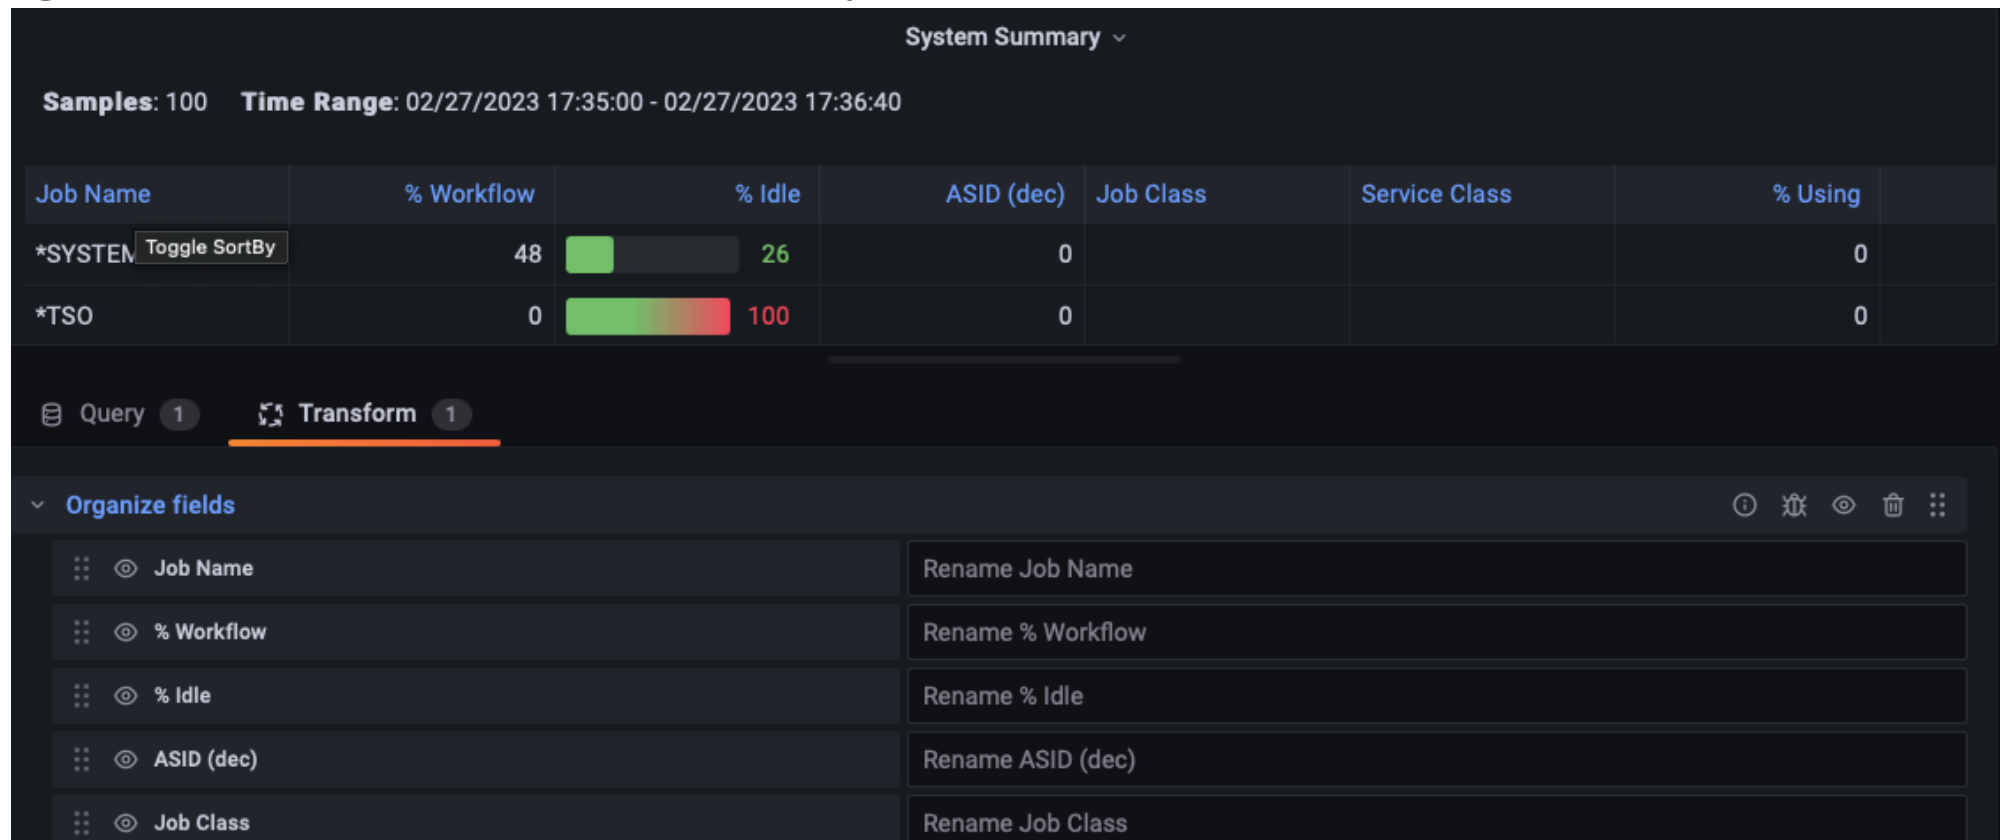 System Summary
Samples: 100 Time Range: 02/27/2023 17:35:00 - 02/27/2023 17:36:40
Job Name % Workflow % Idle ASID (dec) Job Class Service Class % Using
*SYSTEM Toggle SortBy 48 26 0 0
*TSO 0 100 0 0
Query 1 Transform 1
Organize fields
Job Name Rename Job Name
% Workflow Rename % Workflow
% Idle Rename % Idle
ASID (dec) Rename ASID (dec)
Job Class Rename Job Class